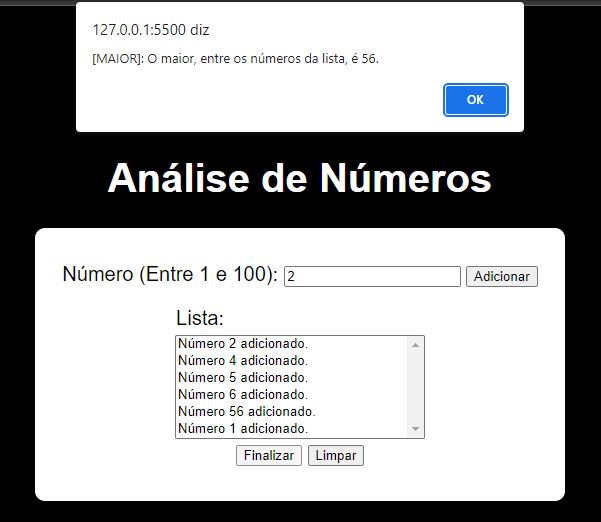 127.0.0.1:5500 diz
[MAIOR]: O maior, entre os números da lista, é 56.
OK
Análise de Números
Número (Entre 1 e 100): 2 Adicionar
Lista:
Número 2 adicionado.
Número 4 adicionado.
Número 5 adicionado.
Número 6 adicionado.
Número 56 adicionado.
Número 1 adicionado.
Finalizar Limpar